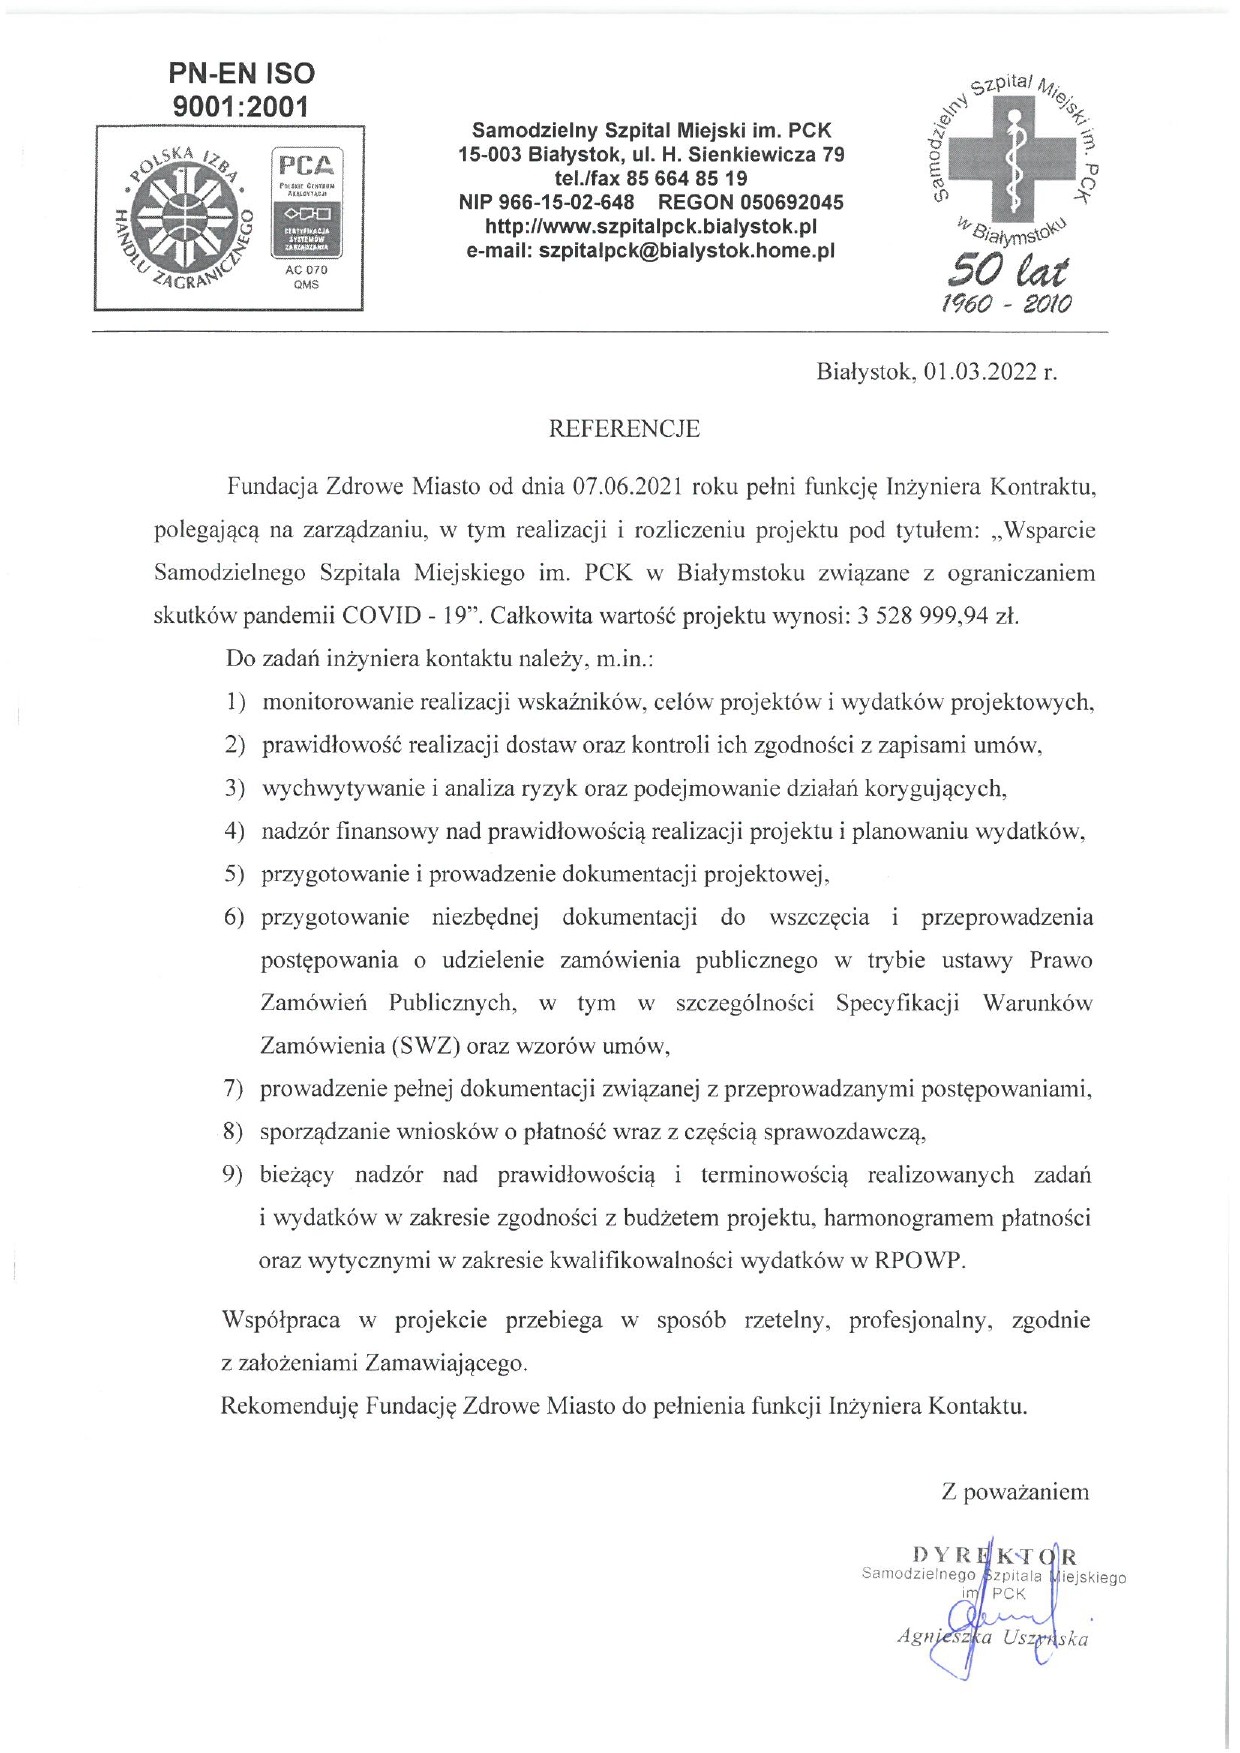 PN-EN ISO
9001:2001
POLSKA IZBA
HANDLU ZAGRANICZNEGO
PCA
POLSKIE CENTRUM
AKREDYTACJI
CERTYFIKACJA
SYSTEMÓW
ZARZĄDZANIA
AC 070
QMS
Samodzielny Szpital Miejski im. PCK
15-003 Białystok, ul. H. Sienkiewicza 79
tel./fax 85 664 85 19
NIP 966-15-02-648 REGON 050692045
http://www.szpitalpck.bialystok.pl
e-mail: szpitalpck@bialystok.home.pl
Samodzielny Szpital Miejski im. PCK
w Białymstoku
50 lat
1960 - 2010
Białystok, 01.03.2022 r.
REFERENCJE
Fundacja Zdrowe Miasto od dnia 07.06.2021 roku pełni funkcję Inżyniera Kontraktu,
polegającą na zarządzaniu, w tym realizacji i rozliczeniu projektu pod tytułem: „Wsparcie
Samodzielnego Szpitala Miejskiego im. PCK w Białymstoku związane z ograniczaniem
skutków pandemii COVID - 19”. Całkowita wartość projektu wynosi: 3 528 999,94 zł.
Do zadań inżyniera kontaktu należy, m.in.:
1) monitorowanie realizacji wskaźników, celów projektów i wydatków projektowych,
2) prawidłowość realizacji dostaw oraz kontroli ich zgodności z zapisami umów,
3) wychwytywanie i analiza ryzyk oraz podejmowanie działań korygujących,
4) nadzór finansowy nad prawidłowością realizacji projektu i planowaniu wydatków,
5) przygotowanie i prowadzenie dokumentacji projektowej,
6) przygotowanie niezbędnej dokumentacji do wszczęcia i przeprowadzenia
postępowania o udzielenie zamówienia publicznego w trybie ustawy Prawo
Zamówień Publicznych, w tym w szczególności Specyfikacji Warunków
Zamówienia (SWZ) oraz wzorów umów,
7) prowadzenie pełnej dokumentacji związanej z przeprowadzanymi postępowaniami,
8) sporządzanie wniosków o płatność wraz z częścią sprawozdawczą,
9) bieżący nadzór nad prawidłowością i terminowością realizowanych zadań
i wydatków w zakresie zgodności z budżetem projektu, harmonogramem płatności
oraz wytycznymi w zakresie kwalifikowalności wydatków w RPOWP.
Współpraca w projekcie przebiega w sposób rzetelny, profesjonalny, zgodnie
z założeniami Zamawiającego.
Rekomenduję Fundację Zdrowe Miasto do pełnienia funkcji Inżyniera Kontaktu.
Z poważaniem
DYREKTOR
Samodzielnego Szpitala Miejskiego
im. PCK
Agnieszka Uszyńska